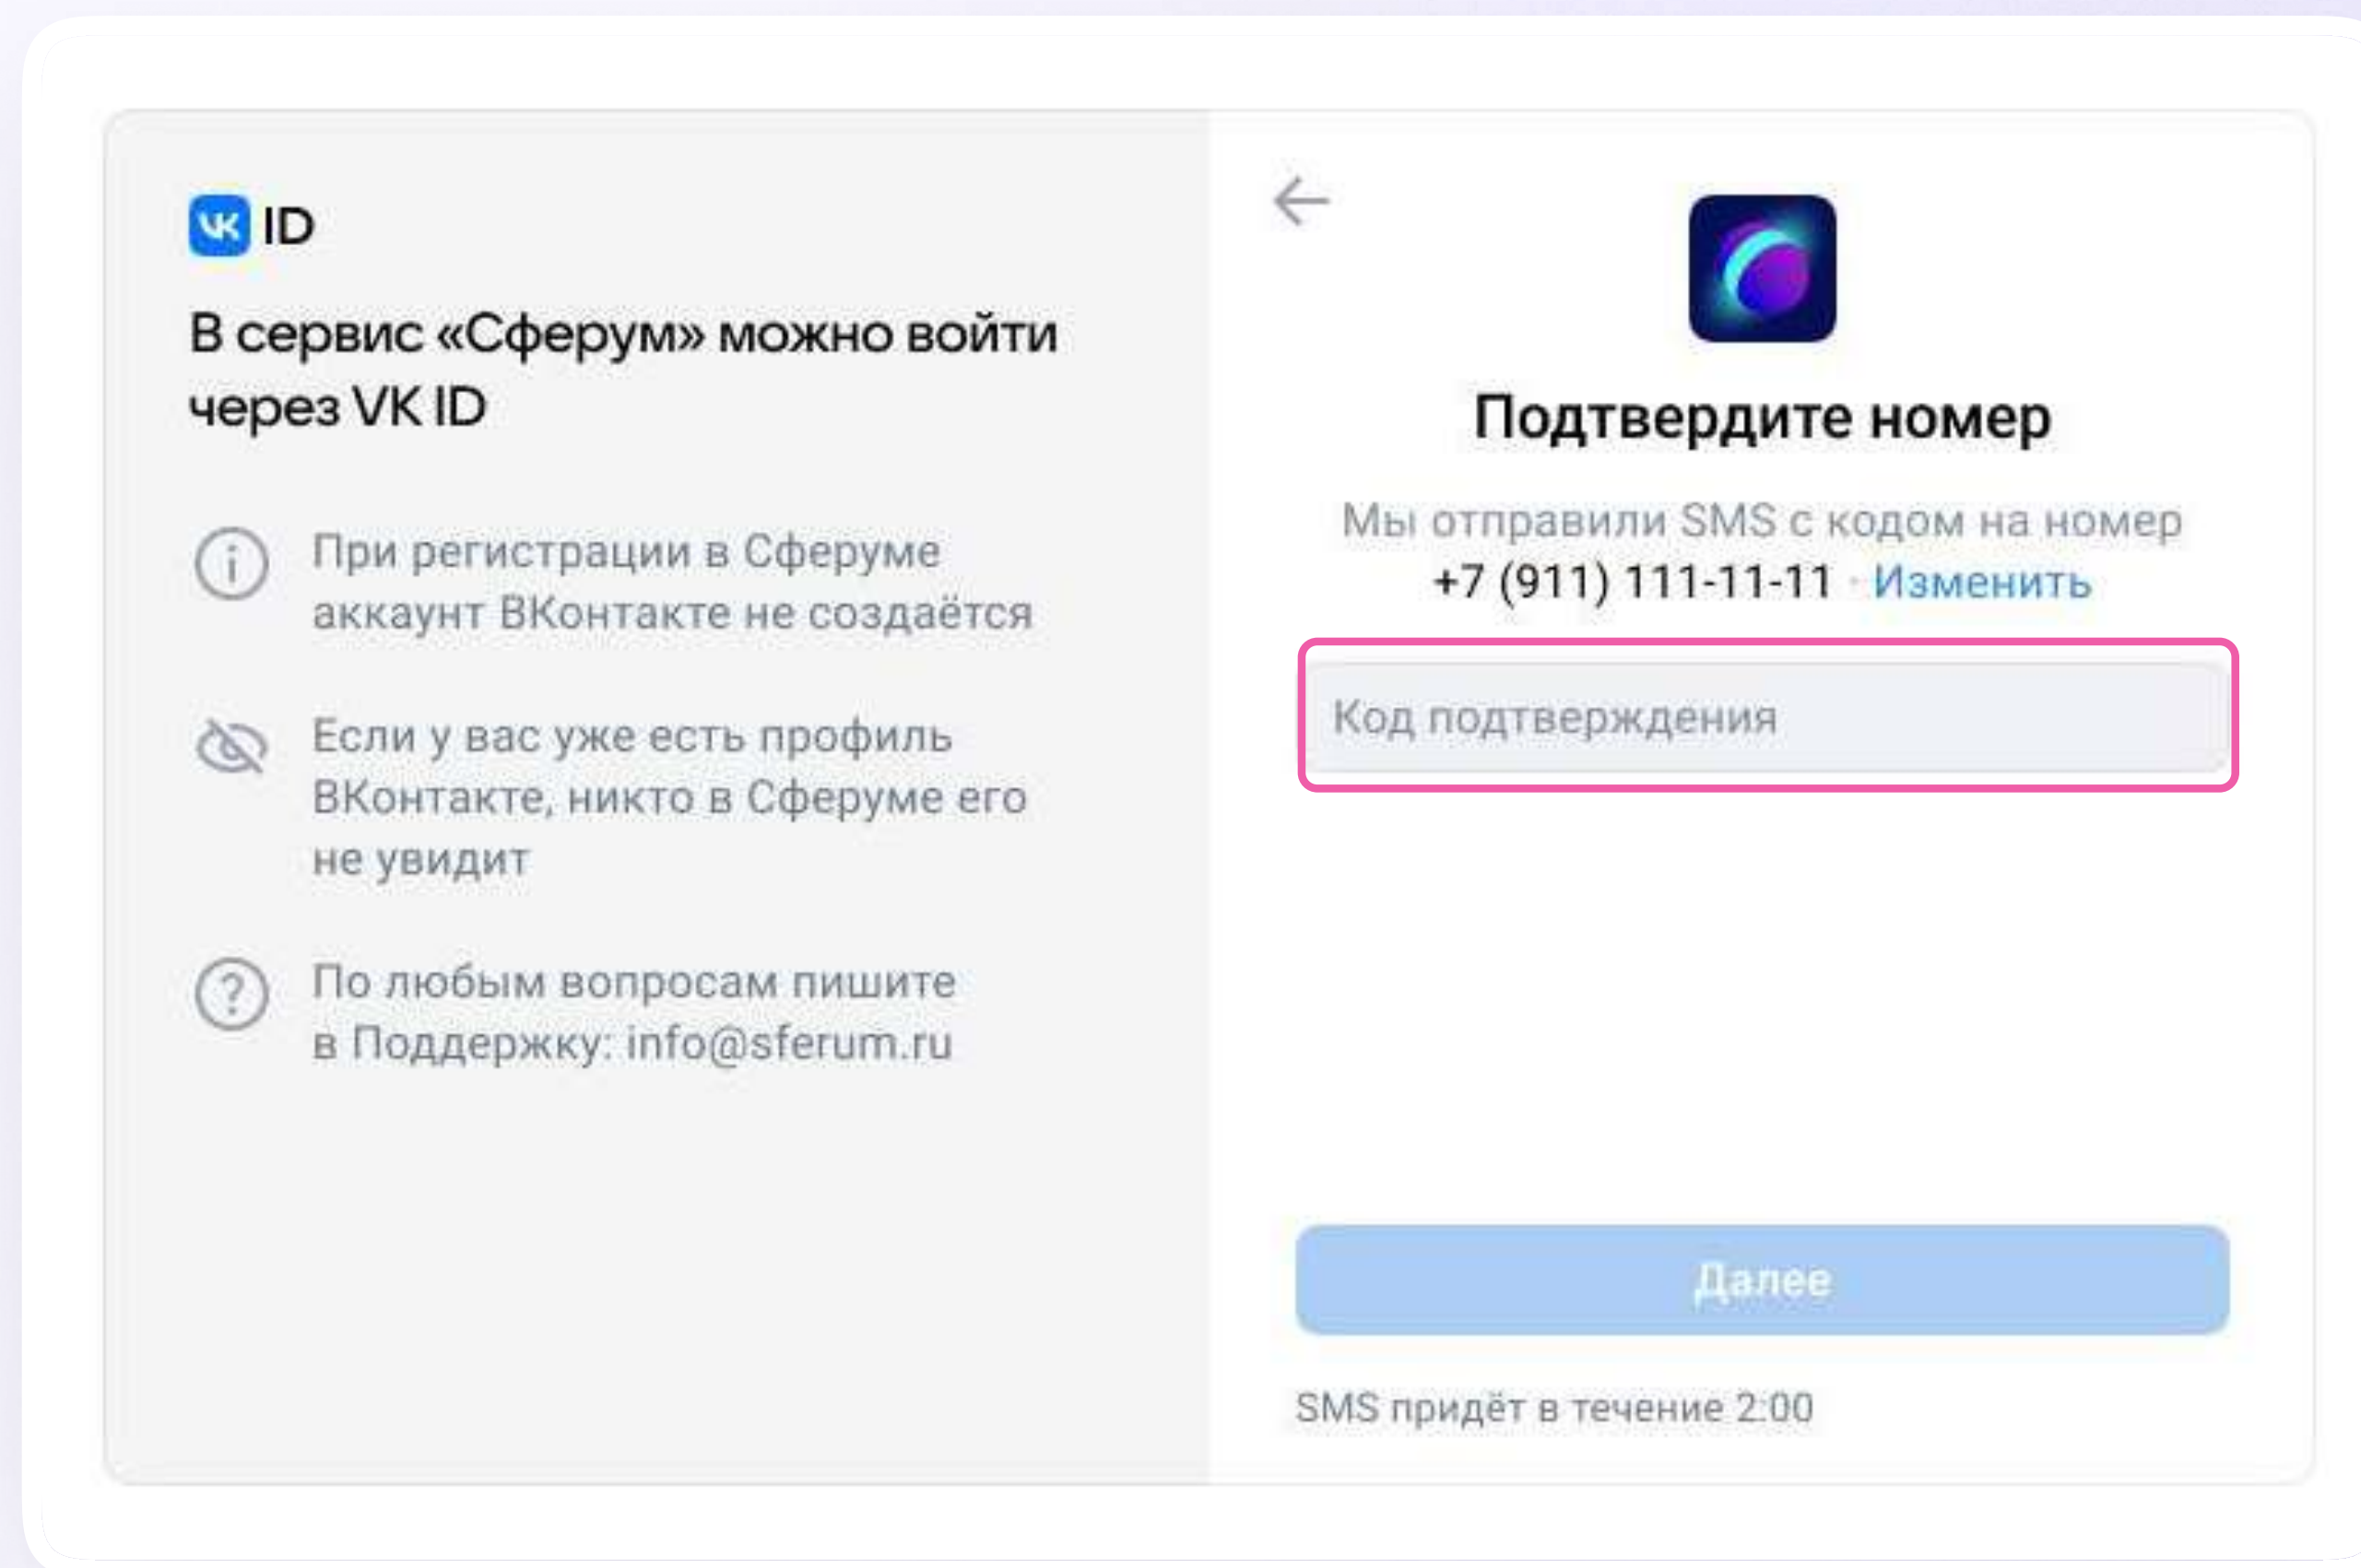 VK ID
В сервис «Сферум» можно войти
через VK ID
При регистрации в Сферуме
аккаунт ВКонтакте не создаётся
Если у вас уже есть профиль
ВКонтакте, никто в Сферуме его
не увидит
По любым вопросам пишите
в Поддержку: info@sferum.ru
Подтвердите номер
Мы отправили SMS с кодом на номер
+7 (911) 111-11-11 · Изменить
Код подтверждения
Далее
SMS придёт в течение 2:00